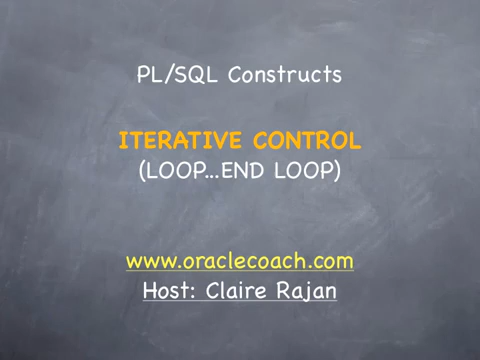 PL/SQL Constructs
ITERATIVE CONTROL
(LOOP...END LOOP)
www.oraclecoach.com
Host: Claire Rajan